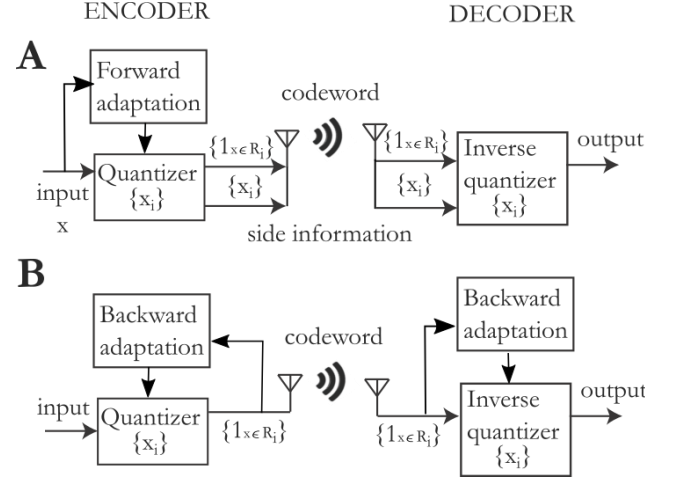 ENCODER
DECODER
A
Forward
adaptation
codeword
{1x∈Rᵢ}
{1x∈Rᵢ}
output
input
x
Quantizer
{xᵢ}
{xᵢ}
{xᵢ}
Inverse
quantizer
{xᵢ}
side information
B
Backward
adaptation
codeword
Backward
adaptation
input
Quantizer
{xᵢ}
{1x∈Rᵢ}
{1x∈Rᵢ}
Inverse
quantizer
{xᵢ}
output